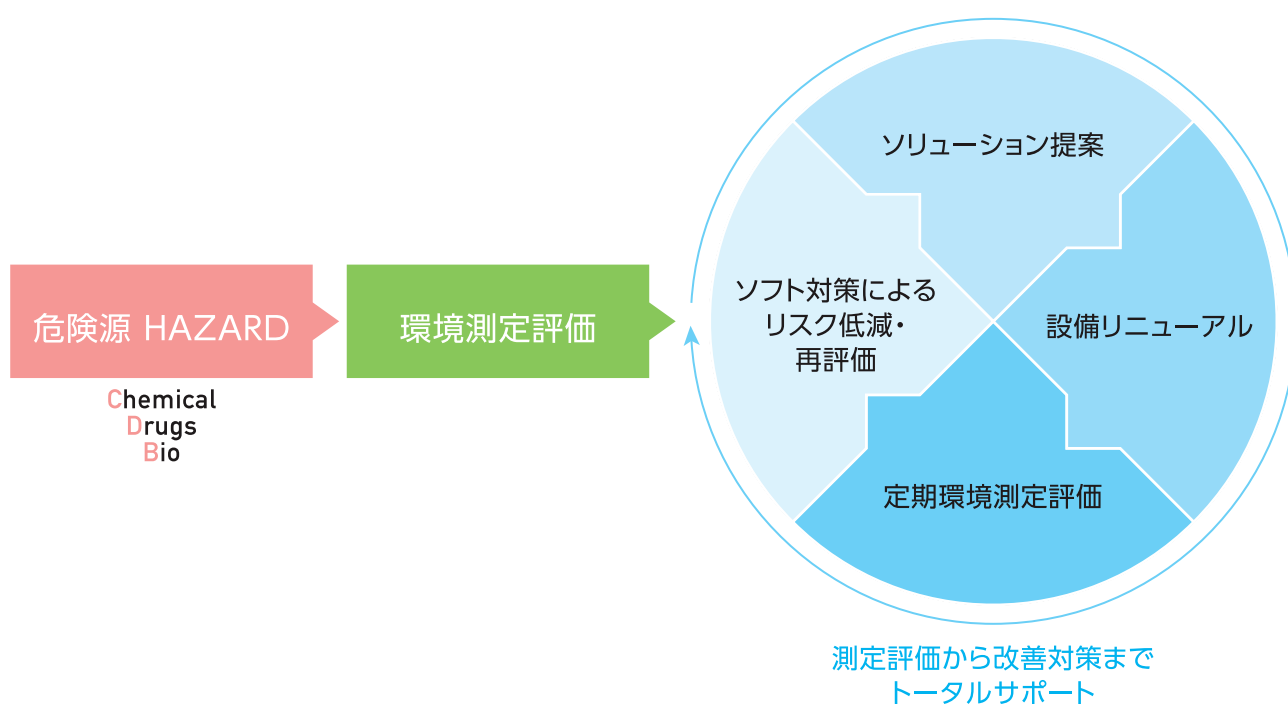 危険源 HAZARD
Chemical
Drugs
Bio
環境測定評価
ソリューション提案
ソフト対策による
リスク低減・
再評価
設備リニューアル
定期環境測定評価
測定評価から改善対策まで
トータルサポート